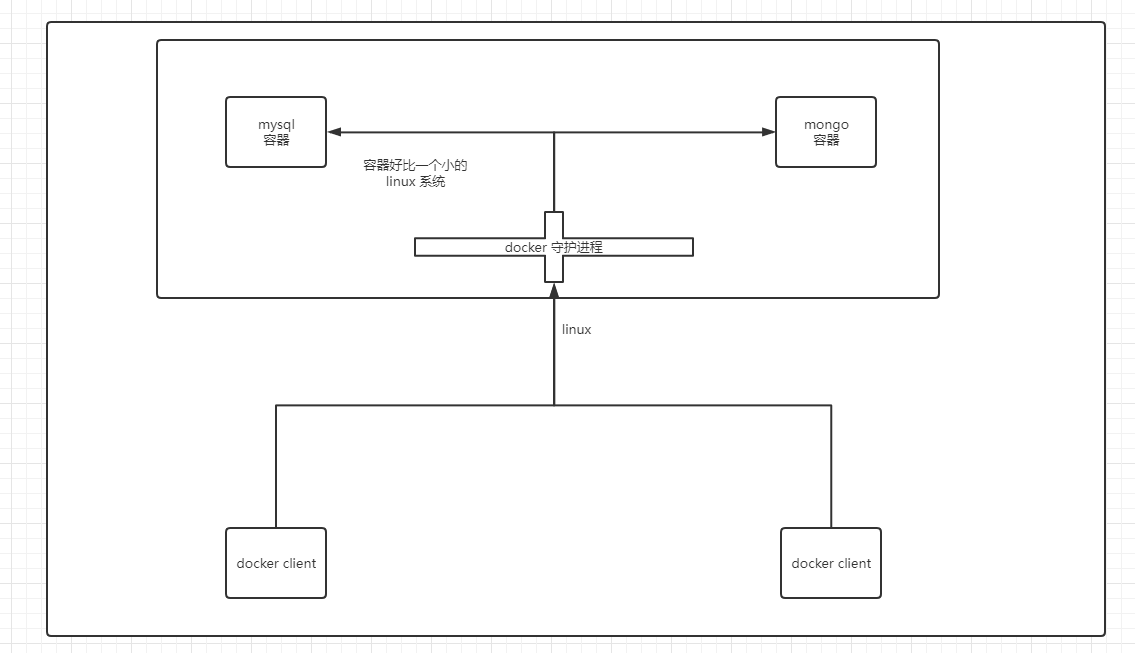 mysql
容器
mongo
容器
容器好比一个小的
linux 系统
docker 守护进程
linux
docker client
docker client